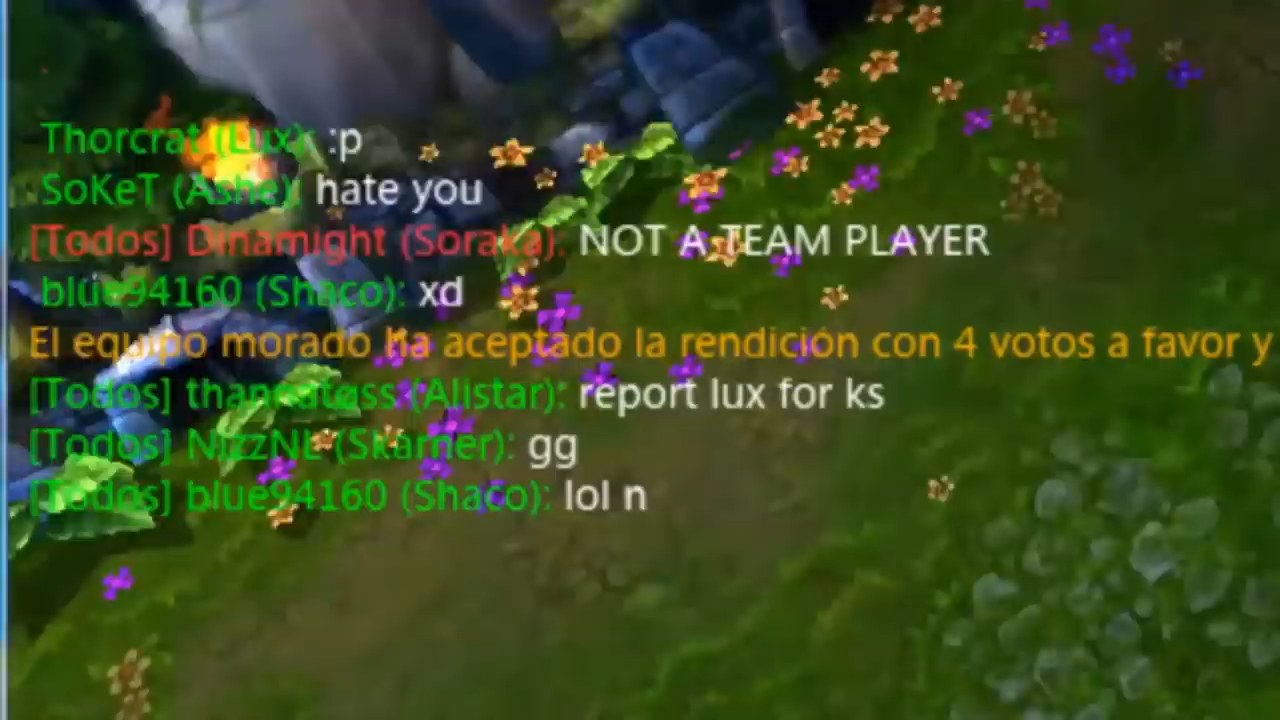 Thorcrat (Lux): :p
SoKeT (Ashe): hate you
[Todos] Dinamight (Soraka): NOT A TEAM PLAYER
blue94160 (Shaco): xd
El equipo morado ha aceptado la rendición con 4 votos a favor y
[Todos] (Alistar): report lux for ks
[Todos] NizzNL (Skarner): gg
[Todos] blue94160 (Shaco): lol n